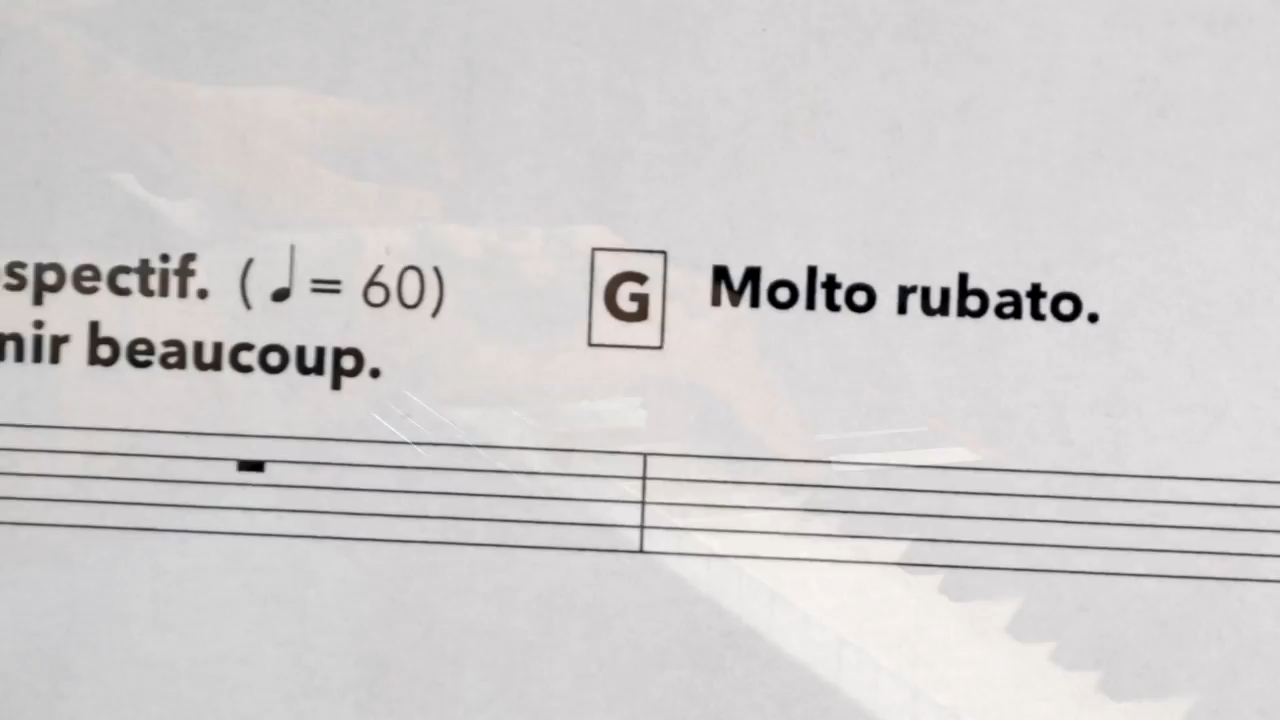 spectif. (♩= 60)
nir beaucoup.
G Molto rubato.